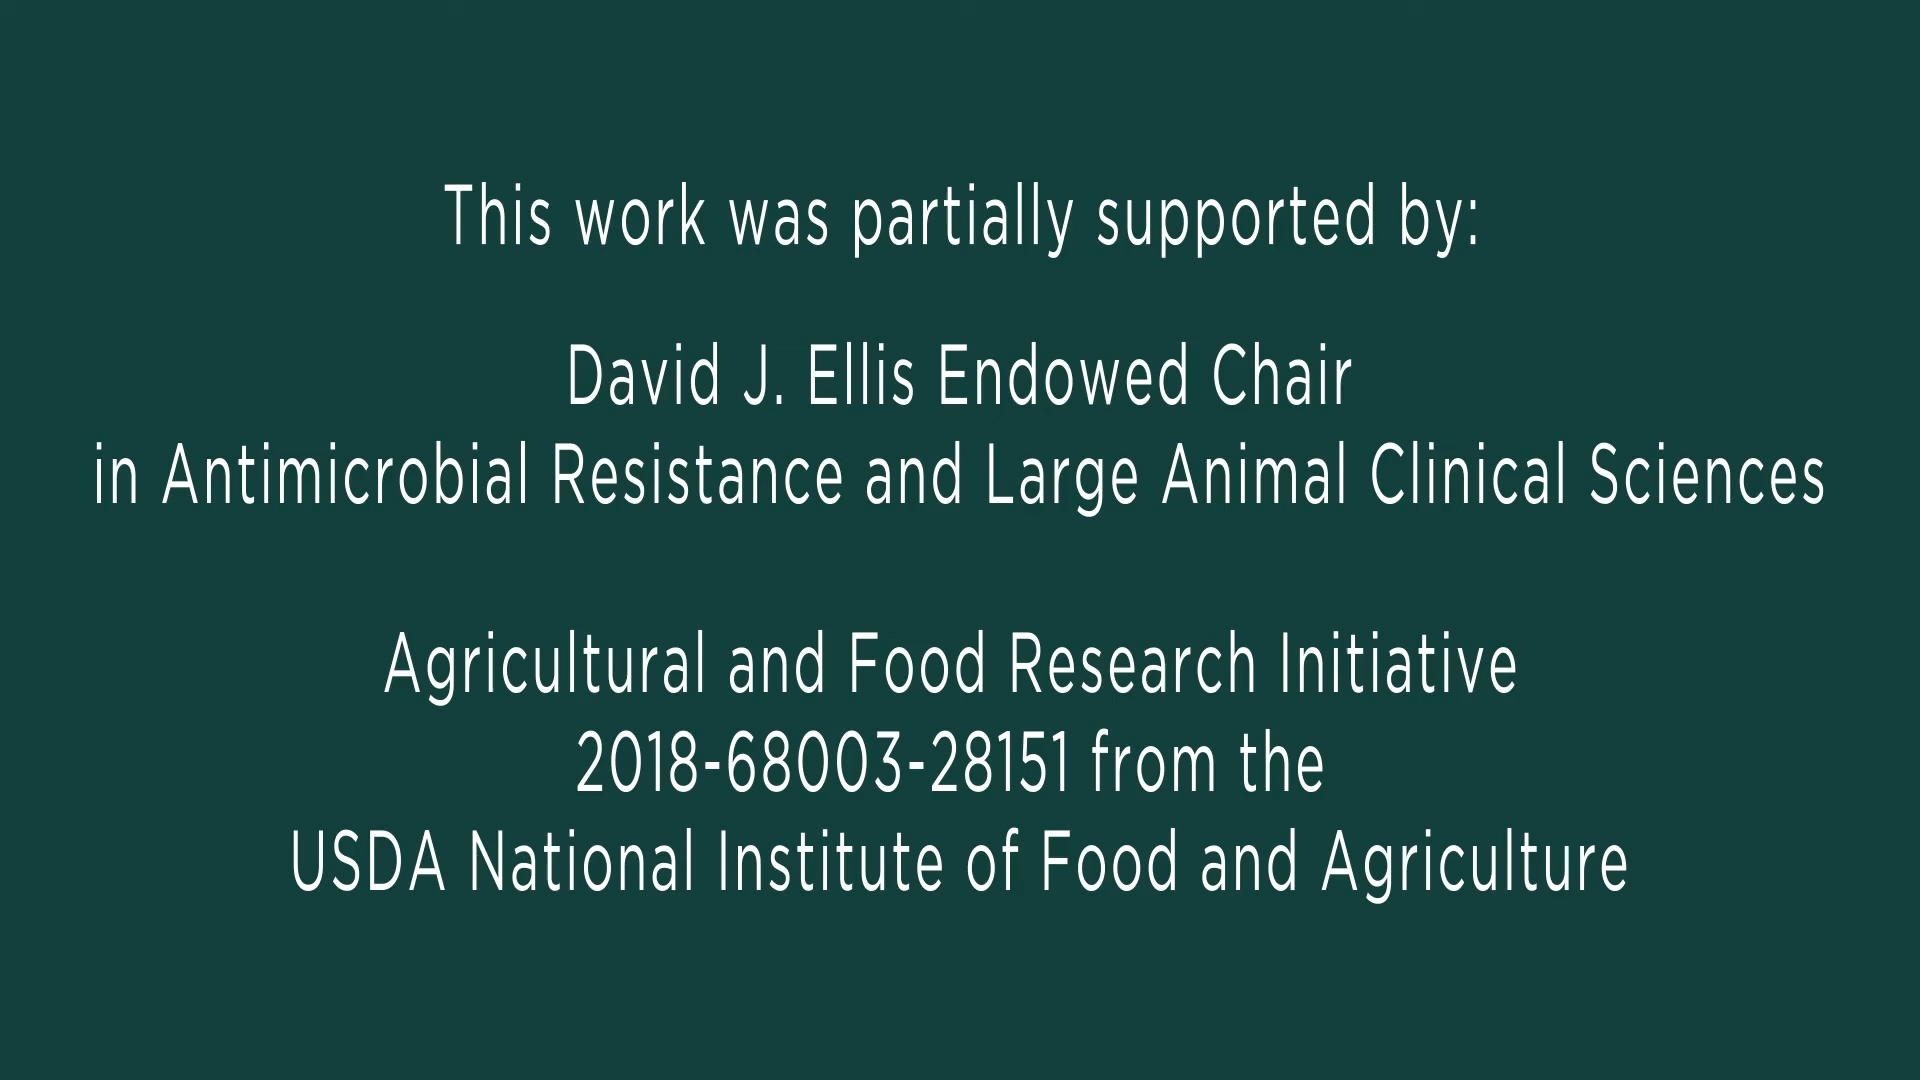 This work was partially supported by:
David J. Ellis Endowed Chair
in Antimicrobial Resistance and Large Animal Clinical Sciences
Agricultural and Food Research Initiative
2018-68003-28151 from the
USDA National Institute of Food and Agriculture